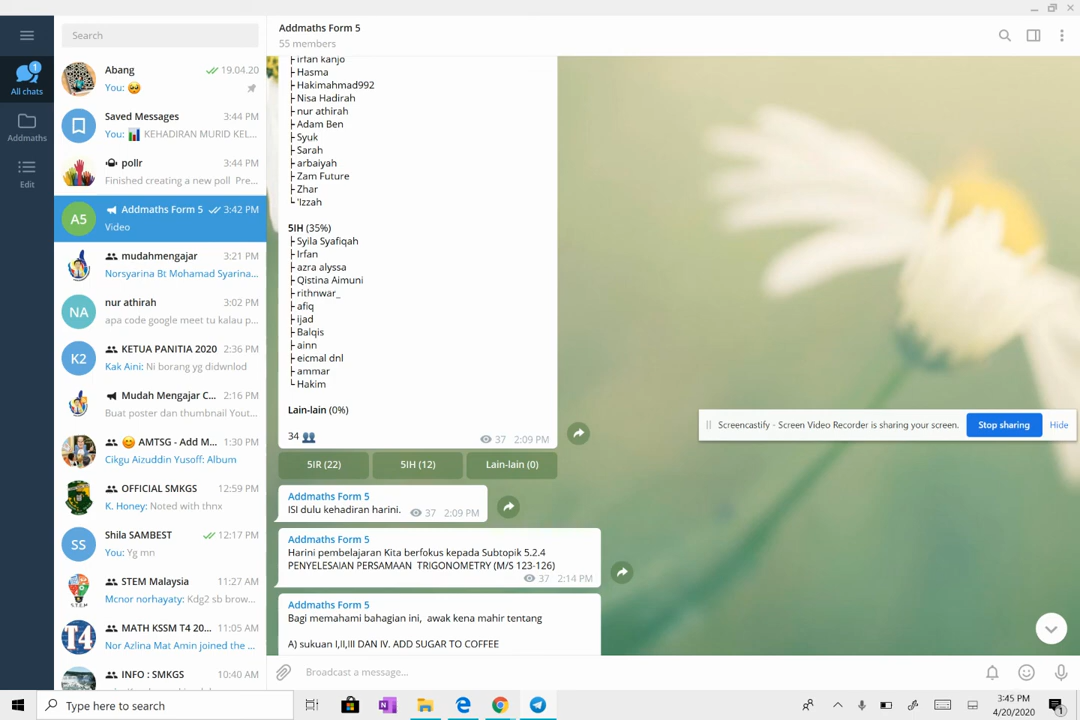 Search
All chats
1
Addmaths
Edit
Abang
19.04.20
You: 🥺
Saved Messages
3:44 PM
You: 📊 KEHADIRAN MURID KEL...
pollr
3:44 PM
Finished creating a new poll Pre...
A5
Addmaths Form 5
3:42 PM
Video
mudahmengajar
3:21 PM
Norsyarina Bt Mohamad Syarina...
NA
nur athirah
3:02 PM
apa code google meet tu kalau p...
K2
KETUA PANITIA 2020
2:36 PM
Kak Aini: Ni borang yg didwnlod
Mudah Mengajar C...
2:16 PM
Buat poster dan thumbnail Yout...
😊 AMTSG - Add M...
1:30 PM
Cikgu Aizuddin Yusoff: Album
OFFICIAL SMKGS
12:59 PM
K. Honey: Noted with thnx
SS
Shila SAMBEST
12:17 PM
You: Yg mn
STEM Malaysia
11:27 AM
Mcnor norhayaty: Kdg2 sb brow...
T4
MATH KSSM T4 20...
11:05 AM
Nor Azlina Mat Amin joined the ...
INFO : SMKGS
10:40 AM
Addmaths Form 5
55 members
├ irfan kanjo
├ Hasma
├ Hakimahmad992
├ Nisa Hadirah
├ nur athirah
├ Adam Ben
├ Syuk
├ Sarah
├ arbaiyah
├ Zam Future
├ Zhar
└ 'Izzah
5IH (35%)
├ Syila Syafiqah
├ Irfan
├ azra alyssa
├ Qistina Aimuni
├ rithnwar_
├ afiq
├ ijad
├ Balqis
├ ainn
├ eicmal dnl
├ ammar
└ Hakim
Lain-lain (0%)
34 👥
37 2:09 PM
5IR (22)
5IH (12)
Lain-lain (0)
Addmaths Form 5
ISI dulu kehadiran harini.
37 2:09 PM
Addmaths Form 5
Harini pembelajaran Kita berfokus kepada Subtopik 5.2.4
PENYELESAIAN PERSAMAAN TRIGONOMETRY (M/S 123-126)
37 2:14 PM
Addmaths Form 5
Bagi memahami bahagian ini, awak kena mahir tentang
A) sukuan I,II,III DAN IV. ADD SUGAR TO COFFEE
Broadcast a message...
Screencastify - Screen Video Recorder is sharing your screen.
Stop sharing
Hide
Type here to search
3:45 PM
4/20/2020
1